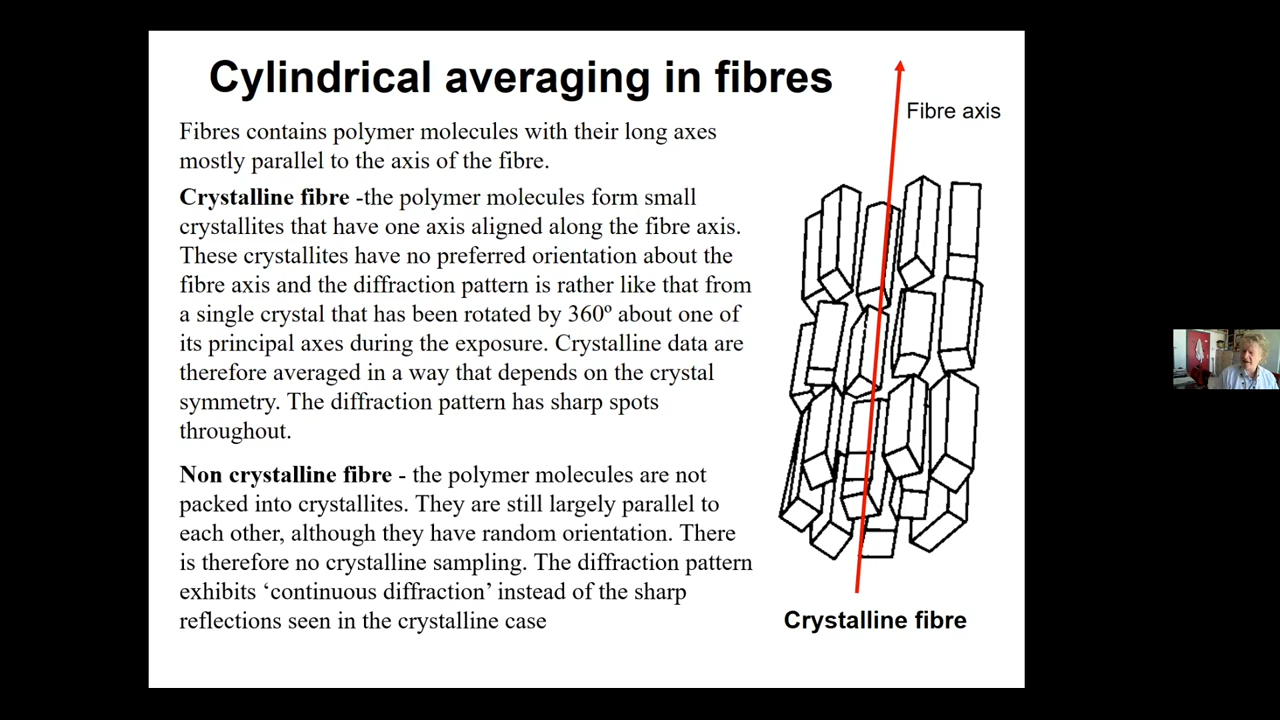 Cylindrical averaging in fibres
Fibre axis
Fibres contains polymer molecules with their long axes
mostly parallel to the axis of the fibre.
Crystalline fibre -the polymer molecules form small
crystallites that have one axis aligned along the fibre axis.
These crystallites have no preferred orientation about the
fibre axis and the diffraction pattern is rather like that from
a single crystal that has been rotated by 360º about one of
its principal axes during the exposure. Crystalline data are
therefore averaged in a way that depends on the crystal
symmetry. The diffraction pattern has sharp spots
throughout.
Non crystalline fibre - the polymer molecules are not
packed into crystallites. They are still largely parallel to
each other, although they have random orientation. There
is therefore no crystalline sampling. The diffraction pattern
exhibits ‘continuous diffraction’ instead of the sharp
reflections seen in the crystalline case
Crystalline fibre